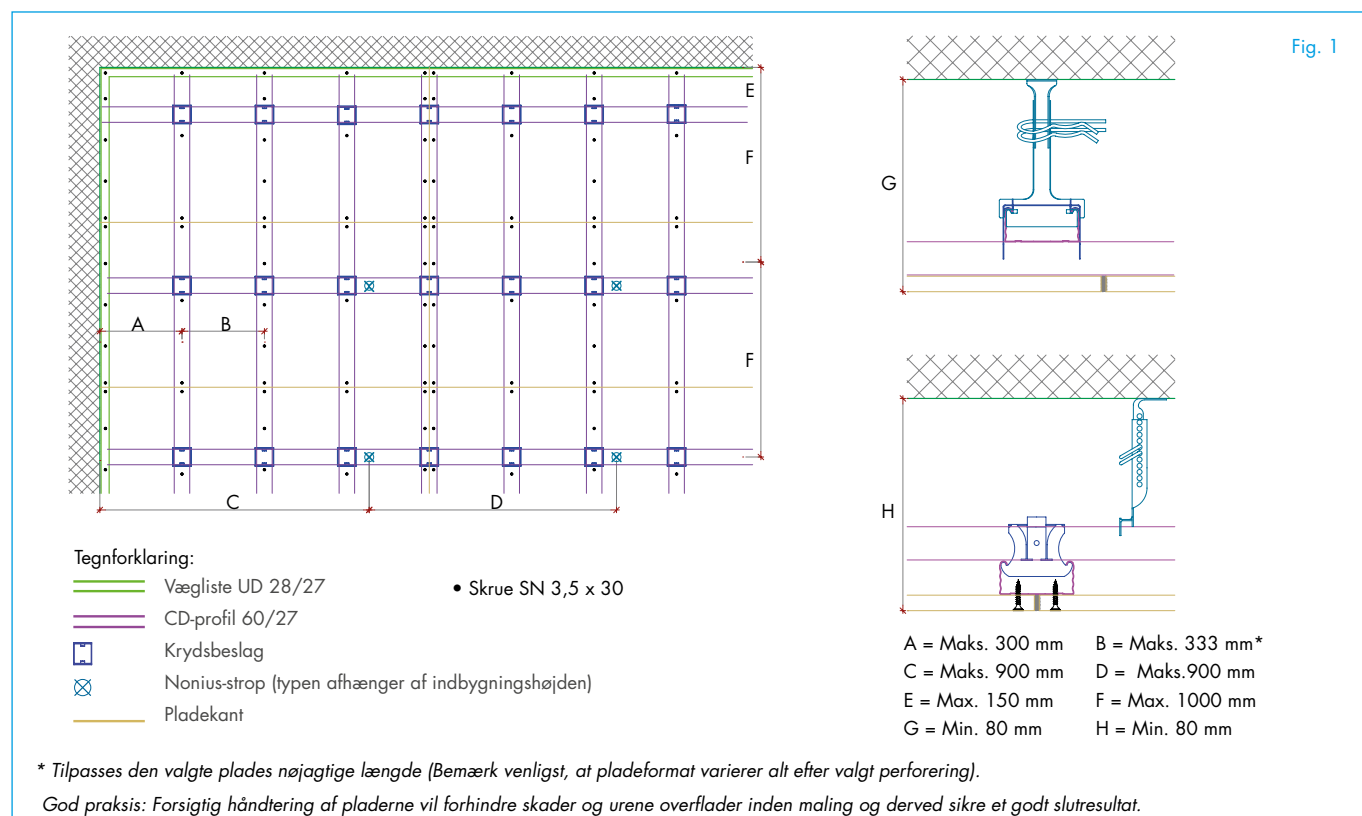 Fig. 1
E
F
G
A
B
F
C
D
H
Tegnforklaring:
Vægliste UD 28/27
• Skrue SN 3,5 x 30
CD-profil 60/27
Krydsbeslag
Nonius-strop (typen afhænger af indbygningshøjden)
Pladekant
A = Maks. 300 mm B = Maks. 333 mm*
C = Maks. 900 mm D = Maks.900 mm
E = Max. 150 mm F = Max. 1000 mm
G = Min. 80 mm H = Min. 80 mm
* Tilpasses den valgte plades nøjagtige længde (Bemærk venligst, at pladeformat varierer alt efter valgt perforering).
God praksis: Forsigtig håndtering af pladerne vil forhindre skader og urene overflader inden maling og derved sikre et godt slutresultat.